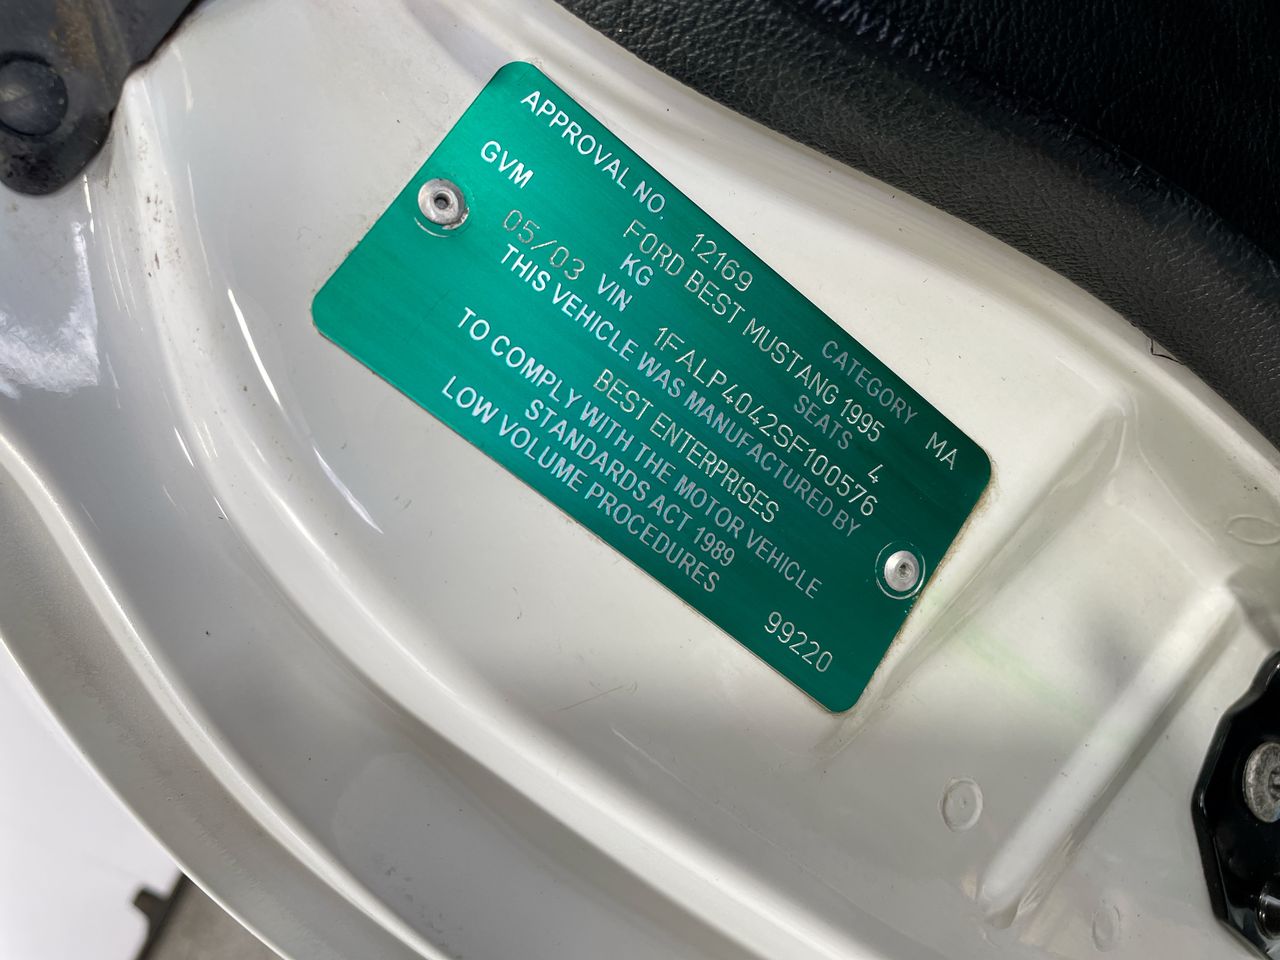 APPROVAL NO. 12169 CATEGORY MA
FORD BEST MUSTANG 1995
GVM KG SEATS 4
05/03 VIN 1FALP4042SF100576
THIS VEHICLE WAS MANUFACTURED BY
BEST ENTERPRISES
TO COMPLY WITH THE MOTOR VEHICLE
STANDARDS ACT 1989
LOW VOLUME PROCEDURES
99220